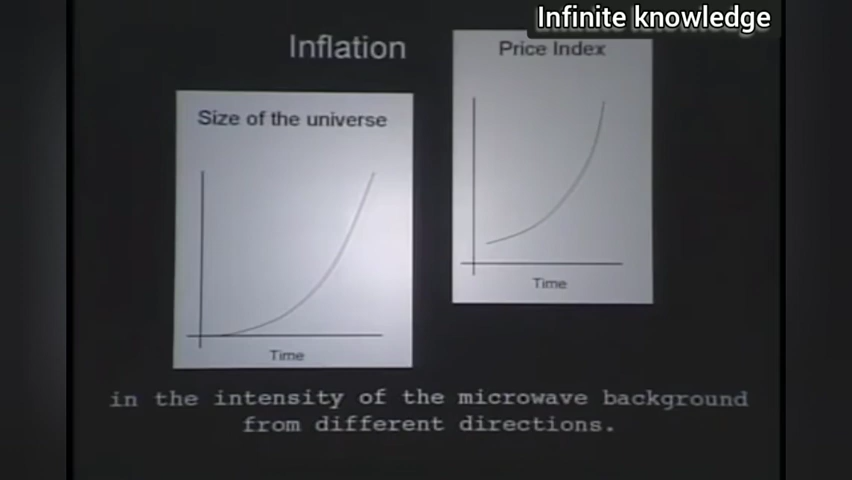 Infinite knowledge
Inflation
Price Index
Size of the universe
Time
Time
in the intensity of the microwave background
from different directions.